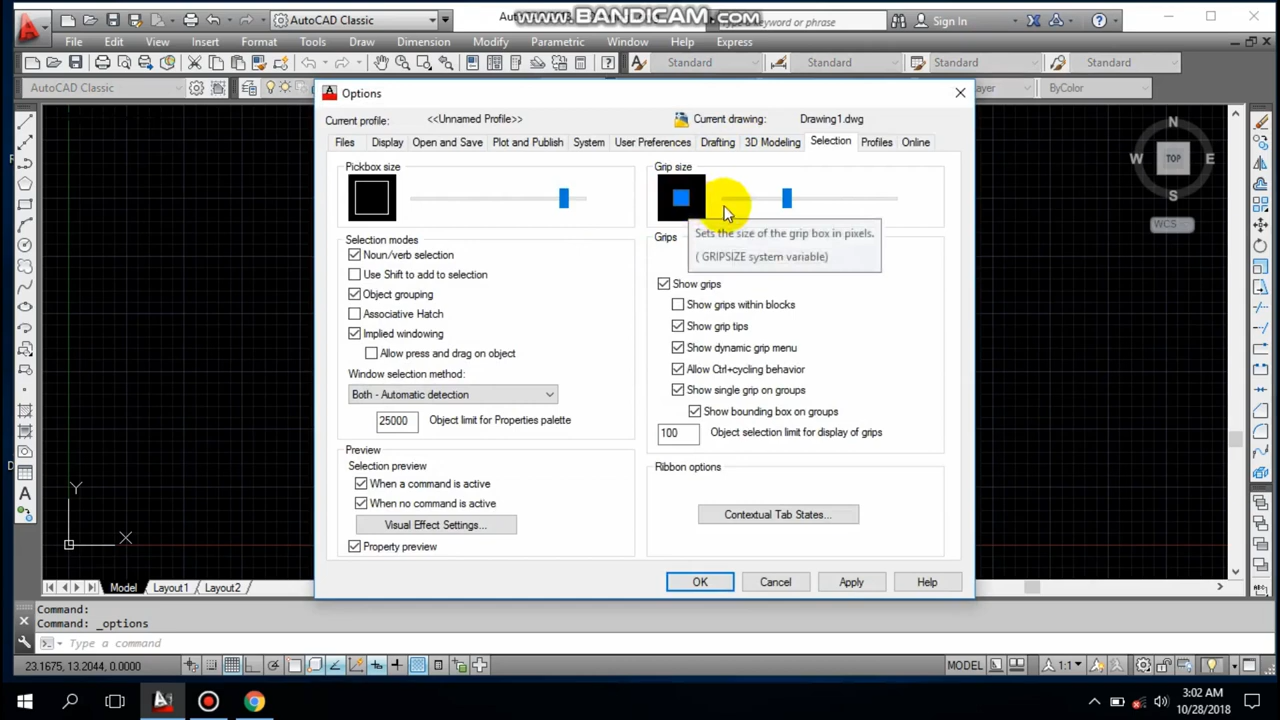 www.BANDICAM.com
AutoCAD Classic
Type a keyword or phrase
Sign In
File Edit View Insert Format Tools Draw Dimension Modify Parametric Window Help Express
Standard Standard Standard Standard
AutoCAD Classic
ByColor
Options
Current profile: <<Unnamed Profile>> Current drawing: Drawing1.dwg
Files Display Open and Save Plot and Publish System User Preferences Drafting 3D Modeling Selection Profiles Online
Pickbox size
Grip size
Sets the size of the grip box in pixels.
( GRIPSIZE system variable)
Selection modes
Noun/verb selection
Use Shift to add to selection
Object grouping
Associative Hatch
Implied windowing
Allow press and drag on object
Window selection method:
Both - Automatic detection
25000 Object limit for Properties palette
Preview
Selection preview
When a command is active
When no command is active
Visual Effect Settings...
Property preview
Grips
Show grips
Show grips within blocks
Show grip tips
Show dynamic grip menu
Allow Ctrl+cycling behavior
Show single grip on groups
Show bounding box on groups
100 Object selection limit for display of grips
Ribbon options
Contextual Tab States...
OK Cancel Apply Help
N
W TOP E
S
WCS
Y
X
Model Layout1 Layout2
Command:
Command: _options
Type a command
23.1675, 13.2044, 0.0000
MODEL 1:1
3:02 AM
10/28/2018